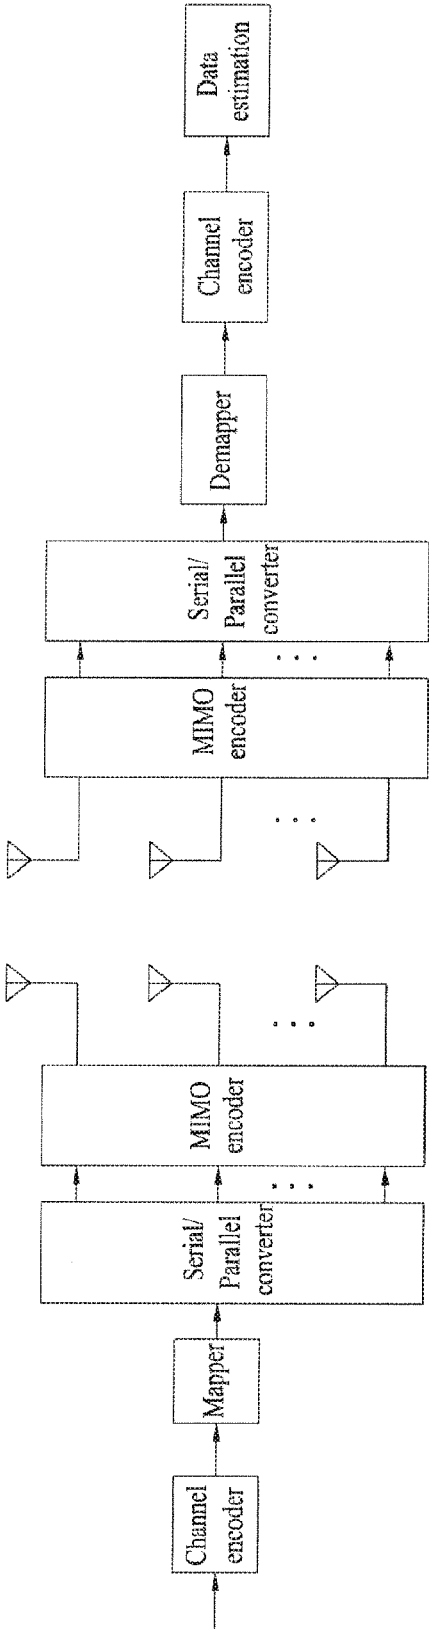 Channel
encoder
Mapper
Serial/
Parallel
converter
MIMO
encoder
MIMO
encoder
Serial/
Parallel
converter
Demapper
Channel
encoder
Data
estimation